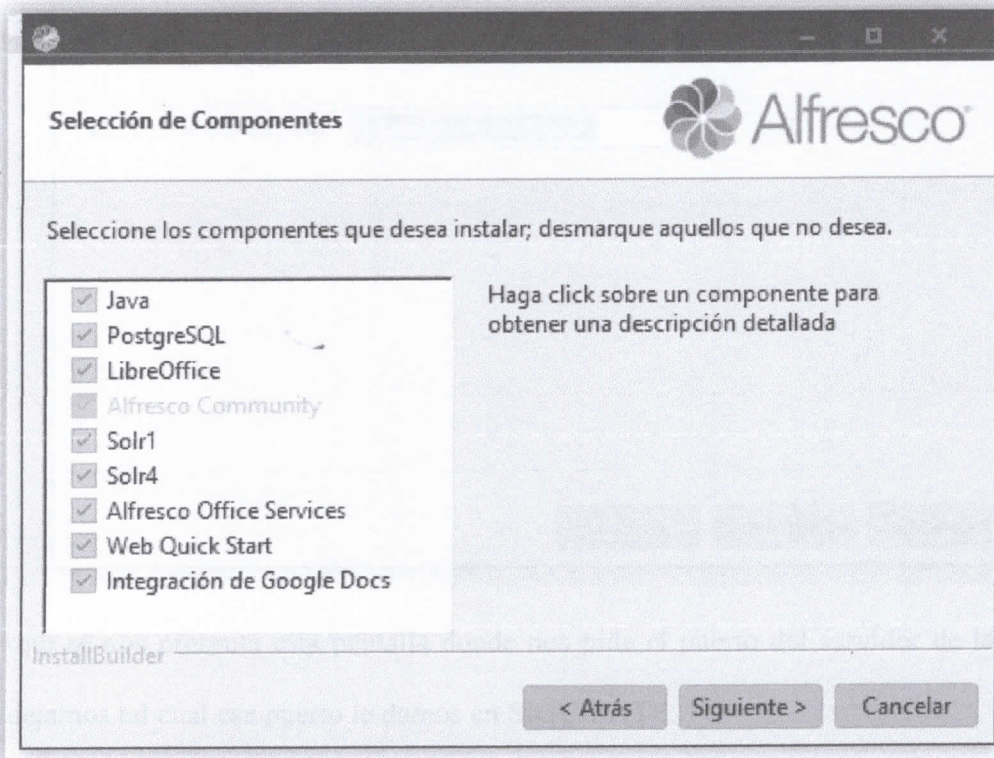 Selección de Componentes
Alfresco
Seleccione los componentes que desea instalar; desmarque aquellos que no desea.
Java
PostgreSQL
LibreOffice
Alfresco Community
Solr1
Solr4
Alfresco Office Services
Web Quick Start
Integración de Google Docs
Haga click sobre un componente para
obtener una descripción detallada
InstallBuilder
< Atrás
Siguiente >
Cancelar